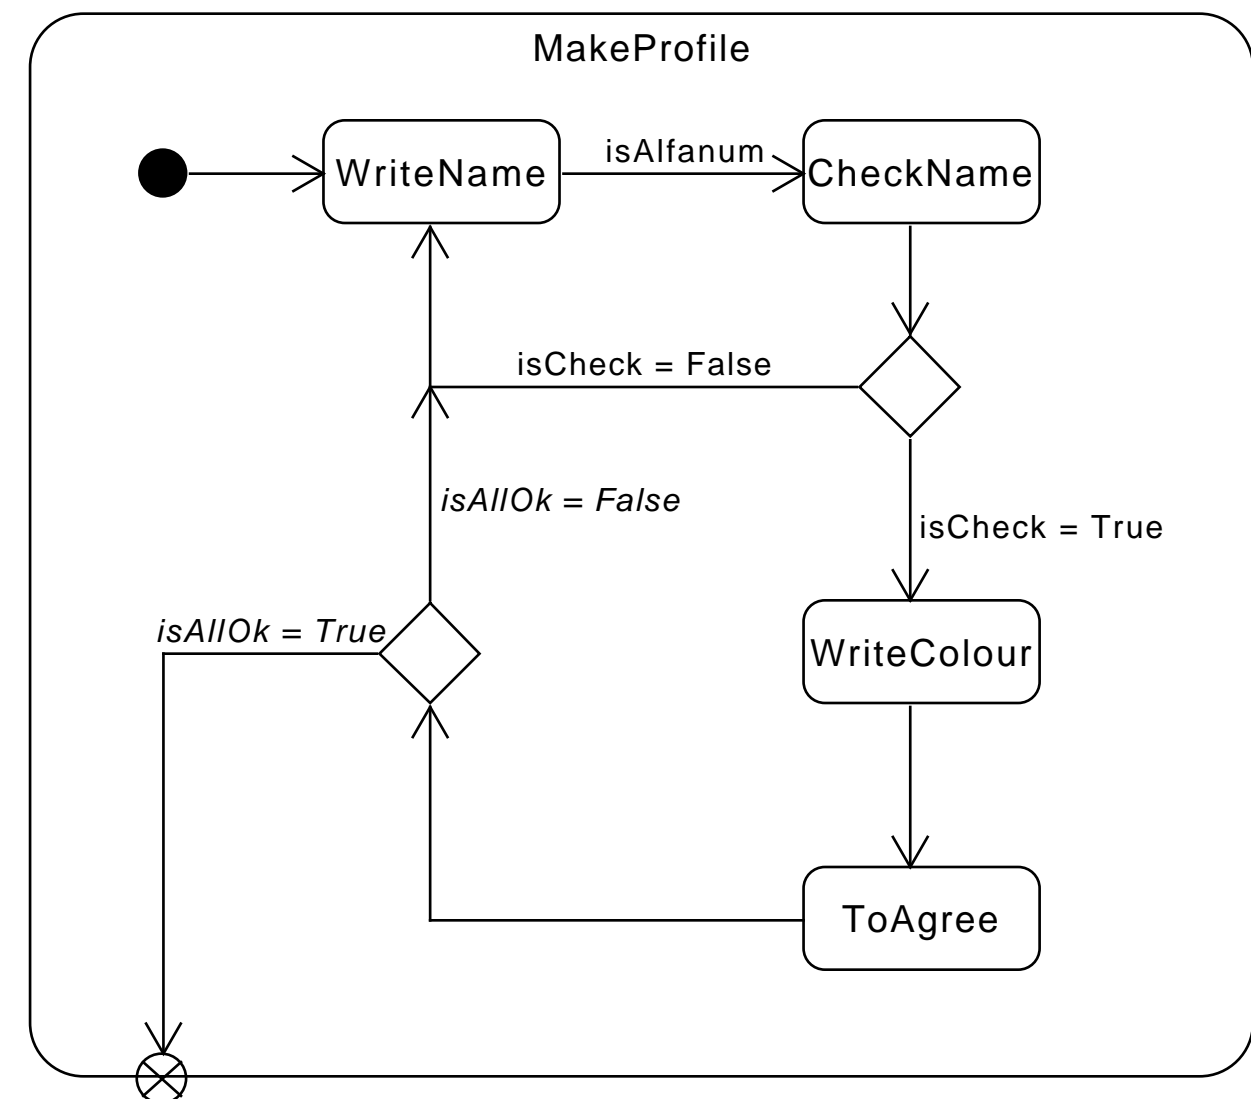 MakeProfile
isAlfanum
WriteName
CheckName
isCheck = False
isAllOk = False
isCheck = True
isAllOk = True
WriteColour
ToAgree